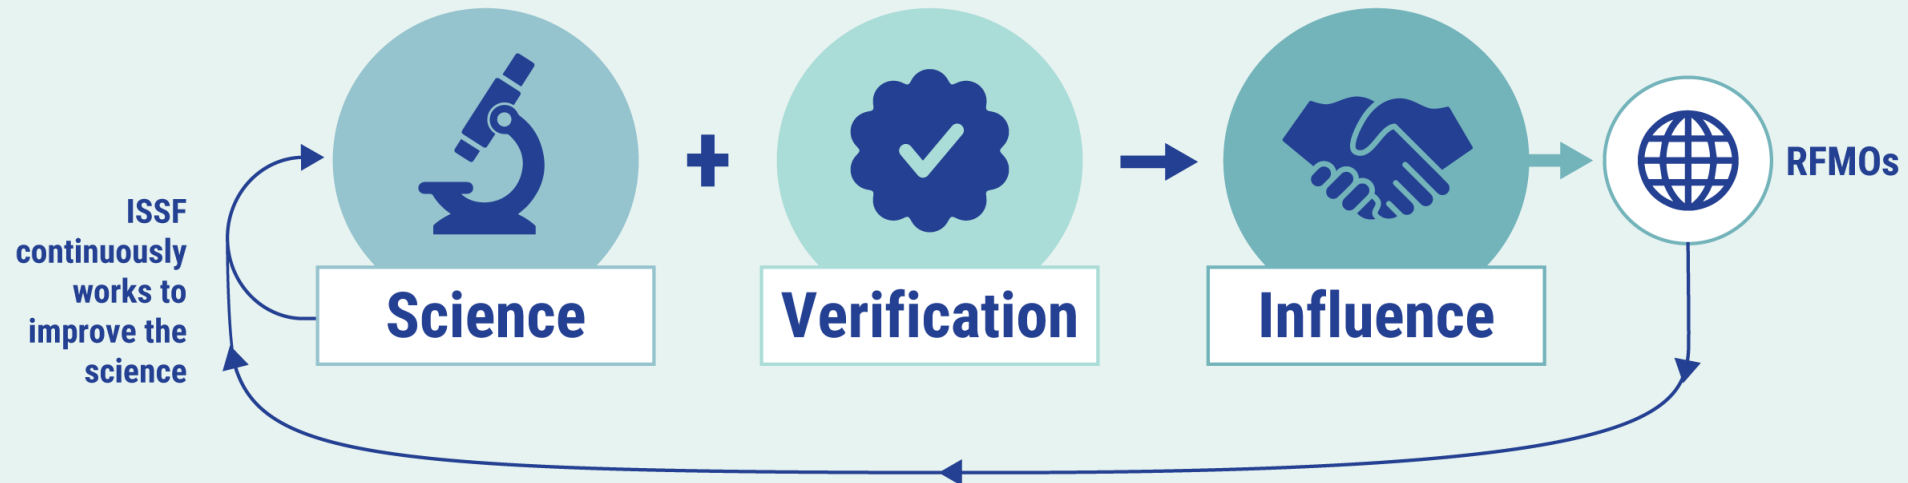 ISSF
continuously
works to
improve the
science
Science
Verification
Influence
RFMOs